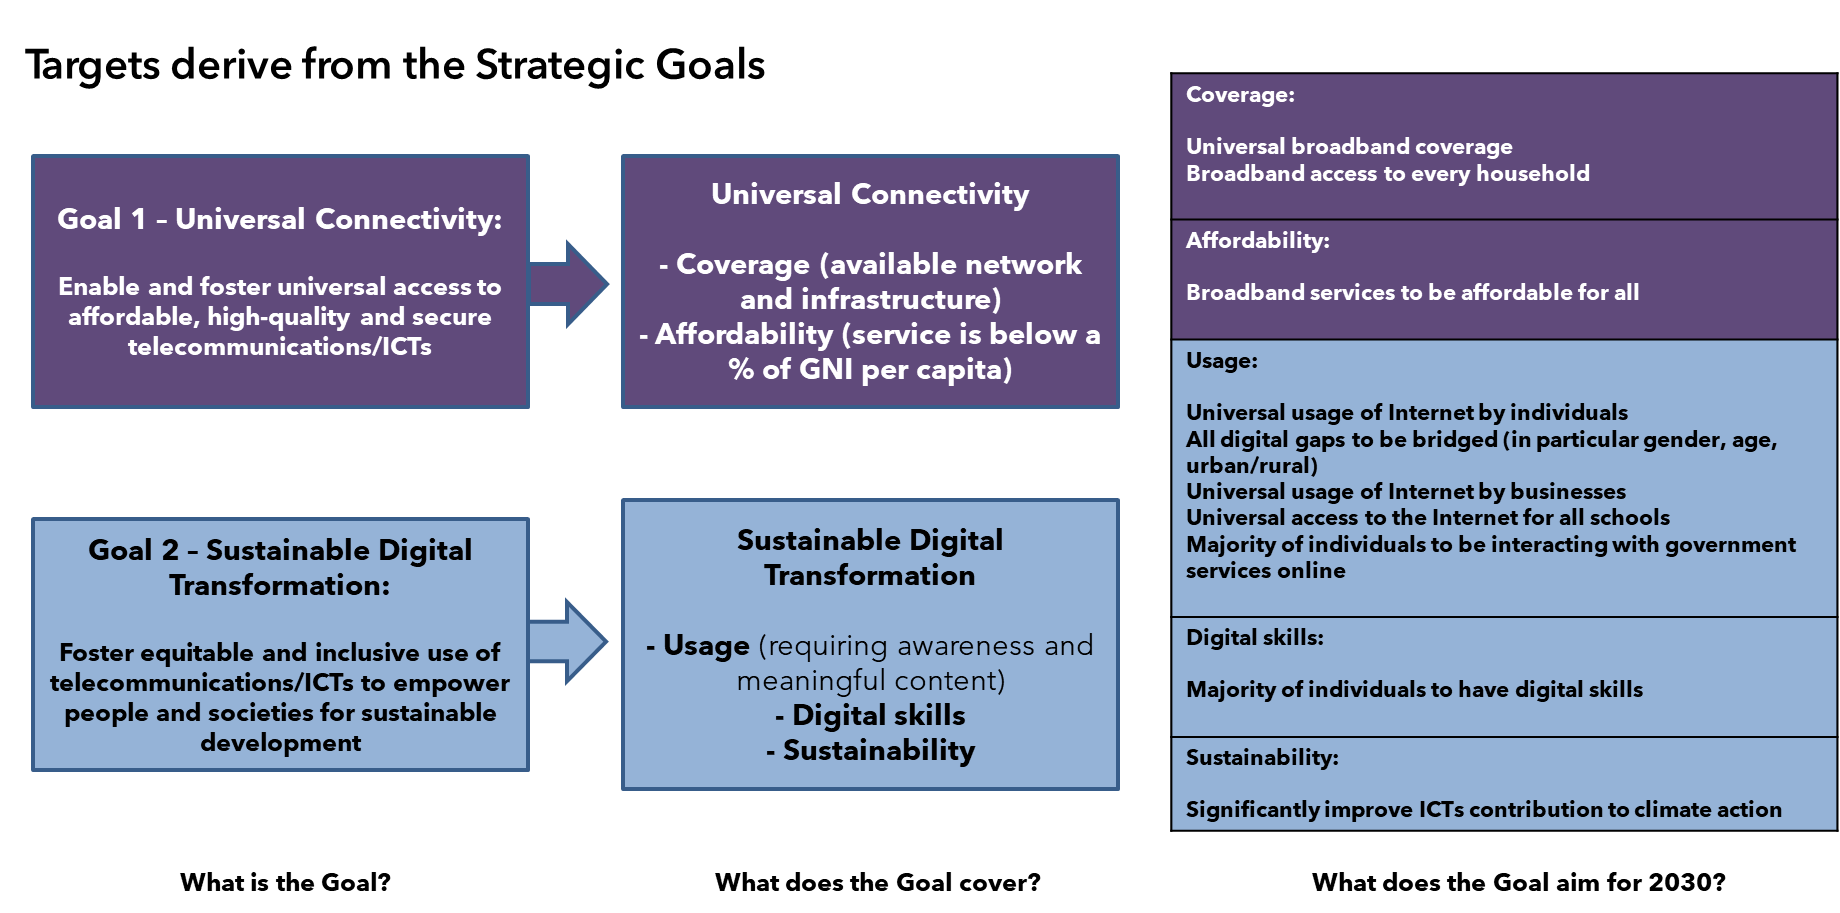 Targets derive from the Strategic Goals
Goal 1 – Universal Connectivity:
Enable and foster universal access to
affordable, high-quality and secure
telecommunications/ICTs
Universal Connectivity
- Coverage (available network
and infrastructure)
- Affordability (service is below a
% of GNI per capita)
Goal 2 – Sustainable Digital
Transformation:
Foster equitable and inclusive use of
telecommunications/ICTs to empower
people and societies for sustainable
development
Sustainable Digital
Transformation
- Usage (requiring awareness and
meaningful content)
- Digital skills
- Sustainability
Coverage:
Universal broadband coverage
Broadband access to every household
Affordability:
Broadband services to be affordable for all
Usage:
Universal usage of Internet by individuals
All digital gaps to be bridged (in particular gender, age,
urban/rural)
Universal usage of Internet by businesses
Universal access to the Internet for all schools
Majority of individuals to be interacting with government
services online
Digital skills:
Majority of individuals to have digital skills
Sustainability:
Significantly improve ICTs contribution to climate action
What is the Goal?
What does the Goal cover?
What does the Goal aim for 2030?